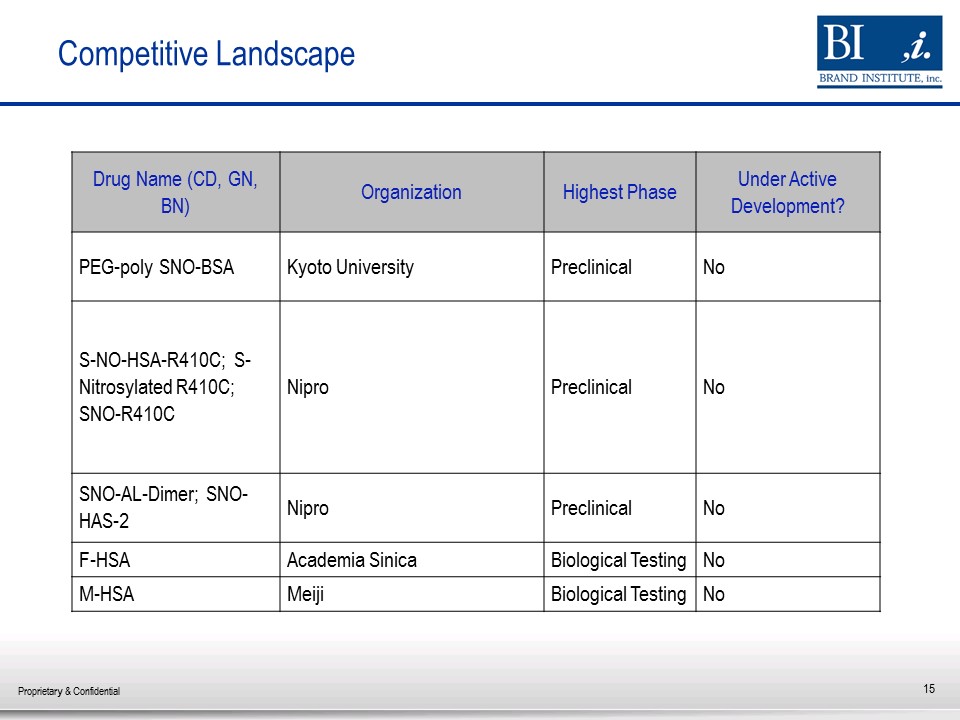 Competitive Landscape
BI ,i.
BRAND INSTITUTE, inc.
Drug Name (CD, GN,
BN)
Organization
Highest Phase
Under Active
Development?
PEG-poly SNO-BSA
Kyoto University
Preclinical
No
S-NO-HSA-R410C; S-
Nitrosylated R410C;
SNO-R410C
Nipro
Preclinical
No
SNO-AL-Dimer; SNO-
HAS-2
Nipro
Preclinical
No
F-HSA
Academia Sinica
Biological Testing
No
M-HSA
Meiji
Biological Testing
No
Proprietary & Confidential
15